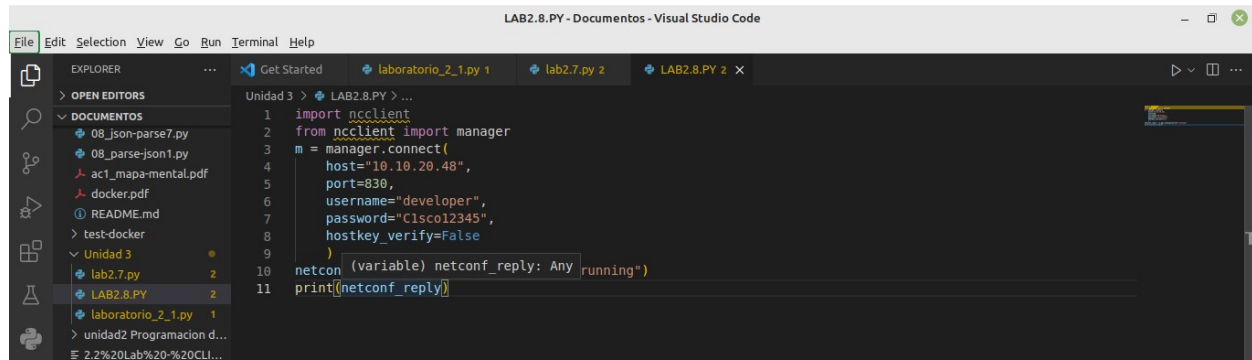 LAB2.8.PY - Documentos - Visual Studio Code
File Edit Selection View Go Run Terminal Help
EXPLORER ...
Get Started laboratorio_2_1.py 1 lab2.7.py 2 LAB2.8.PY 2
> OPEN EDITORS
Unidad 3 > LAB2.8.PY > ...
DOCUMENTOS
08_json-parse7.py
08_parse-json1.py
ac1_mapa-mental.pdf
docker.pdf
README.md
> test-docker
Unidad 3
lab2.7.py 2
LAB2.8.PY 2
laboratorio_2_1.py 1
> unidad2 Programacion d...
2.2%20Lab%20-%20CLI...
1 import ncclient
2 from ncclient import manager
3 m = manager.connect(
4 host="10.10.20.48",
5 port=830,
6 username="developer",
7 password="C1sco12345",
8 hostkey_verify=False
9 )
(variable) netconf_reply: Any
10 netcon running")
11 print(netconf_reply)